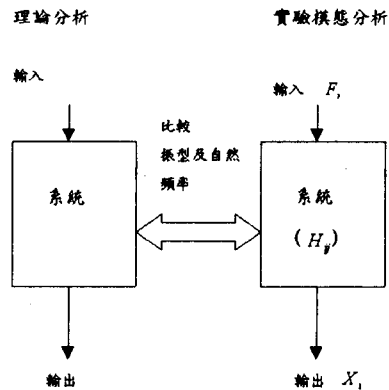 理論分析
實驗模態分析
輸入
輸入 F,
比較
振型及自然
頻率
系統
系統
( H_ij )
輸出
輸出 X,